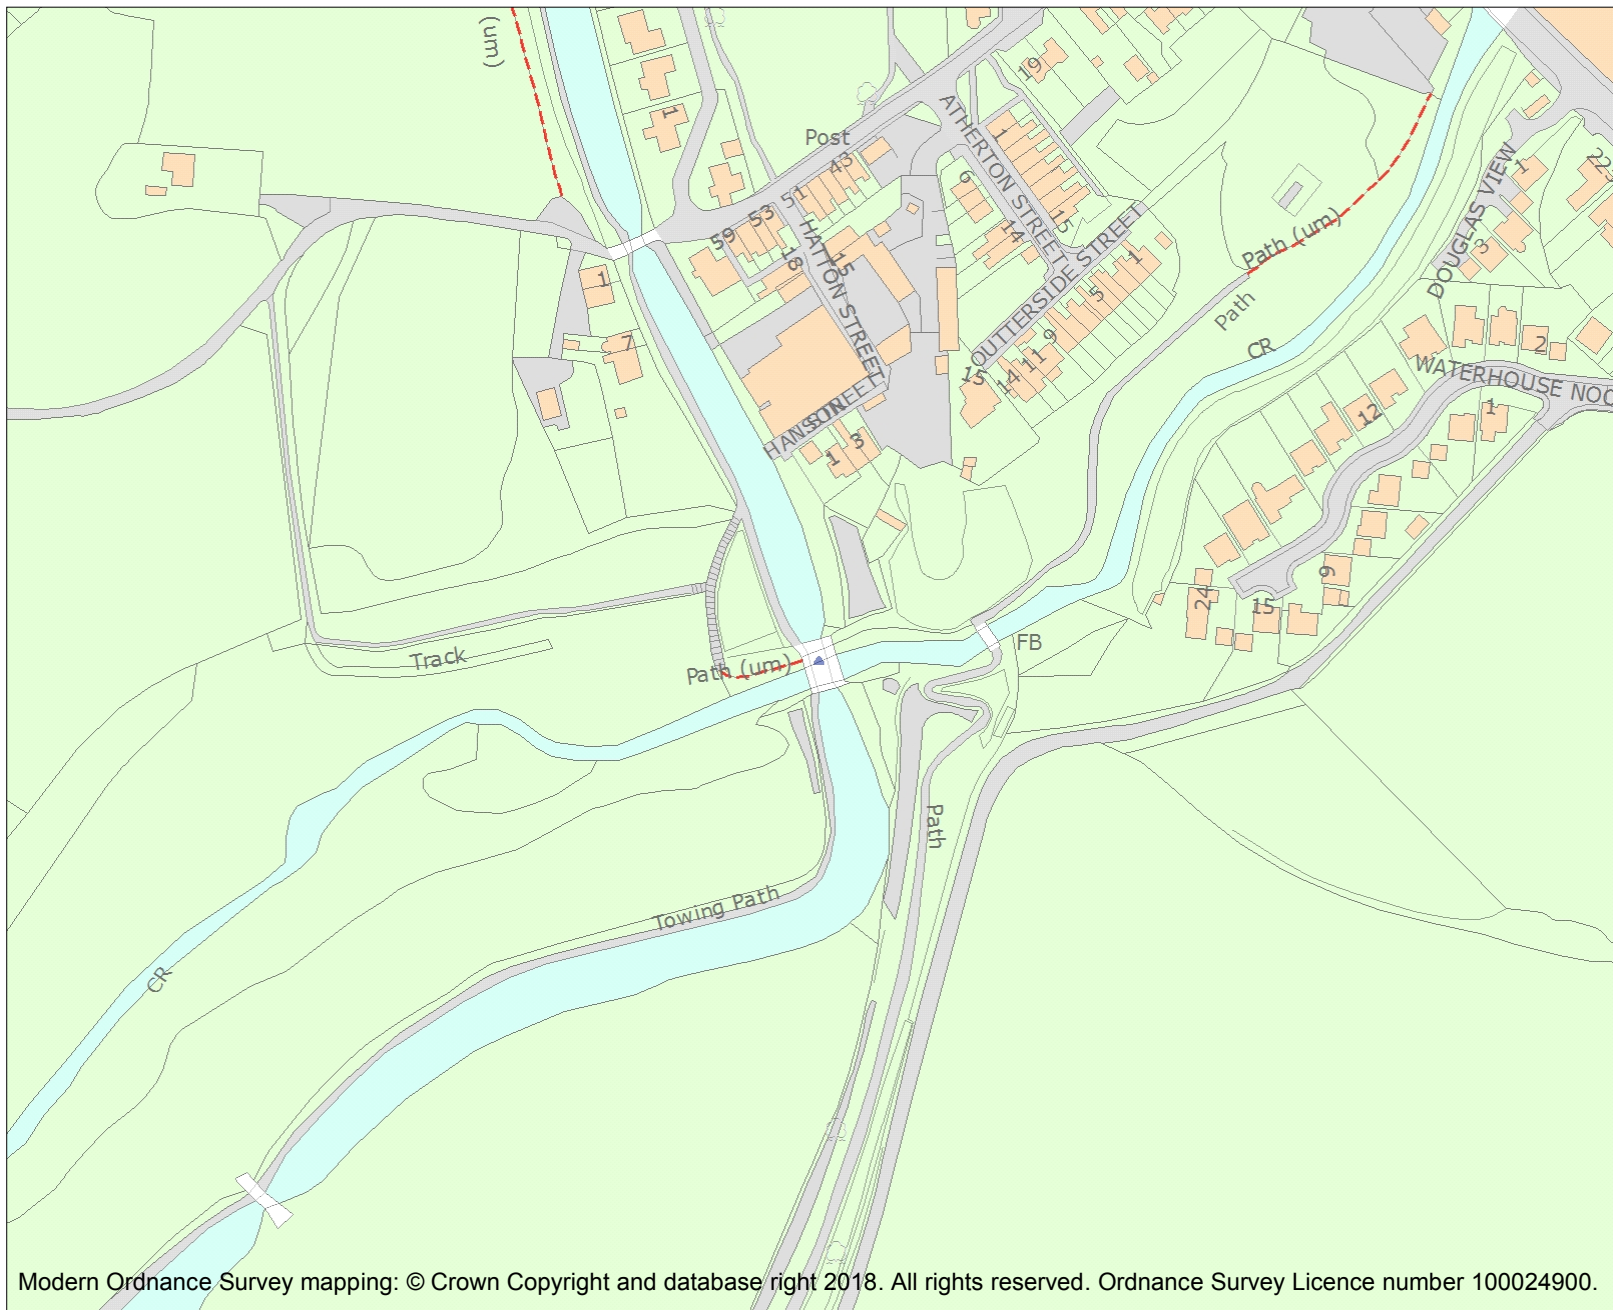 (um)
19
1
Post
ATHERTON STREET
1
43
6
51
53
59
HATTON STREET
18
15
14
15
OUTTERSIDE STREET
1
5
9
11
14
15
DOUGLAS VIEW
1
3
Path (um)
Path
CR
1
7
HANSON STREET
1
3
2
WATERHOUSE NOO
12
1
9
24
15
FB
Track
Path (um)
Path
Towing Path
CR
Modern Ordnance Survey mapping: © Crown Copyright and database right 2018. All rights reserved. Ordnance Survey Licence number 100024900.